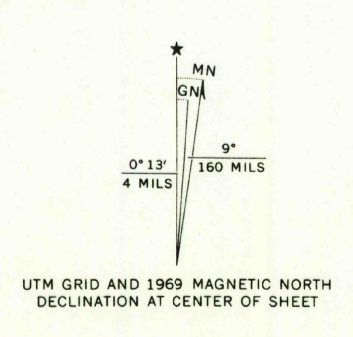 ★
MN
GN
0° 13′
4 MILS
9°
160 MILS
UTM GRID AND 1969 MAGNETIC NORTH
DECLINATION AT CENTER OF SHEET